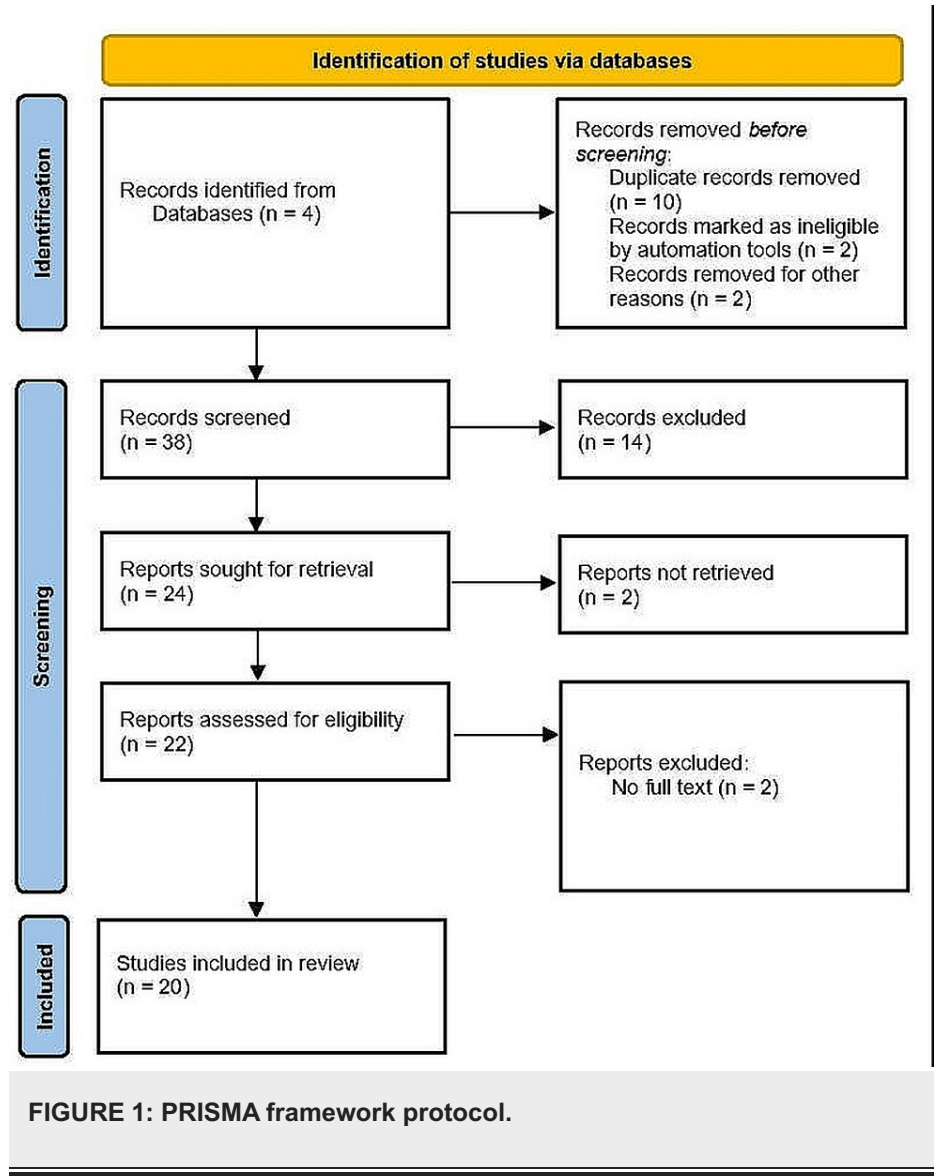 Identification of studies via databases
Identification
Records identified from
Databases (n = 4)
Records removed before
screening:
Duplicate records removed
(n = 10)
Records marked as ineligible
by automation tools (n = 2)
Records removed for other
reasons (n = 2)
Screening
Records screened
(n = 38)
Records excluded
(n = 14)
Reports sought for retrieval
(n = 24)
Reports not retrieved
(n = 2)
Reports assessed for eligibility
(n = 22)
Reports excluded:
No full text (n = 2)
Included
Studies included in review
(n = 20)
FIGURE 1: PRISMA framework protocol.